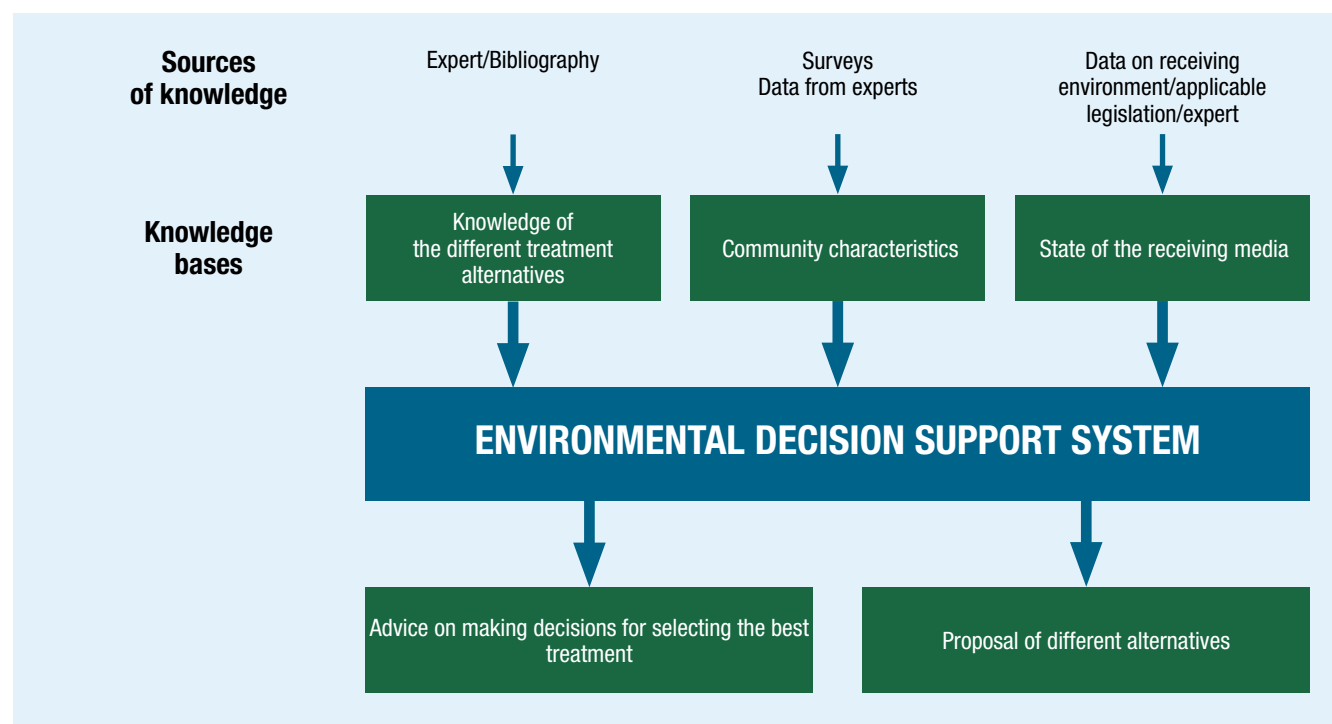 Sources
of knowledge
Expert/Bibliography
Surveys
Data from experts
Data on receiving
environment/applicable
legislation/expert
Knowledge
bases
Knowledge of
the different treatment
alternatives
Community characteristics
State of the receiving media
ENVIRONMENTAL DECISION SUPPORT SYSTEM
Advice on making decisions for selecting the best
treatment
Proposal of different alternatives